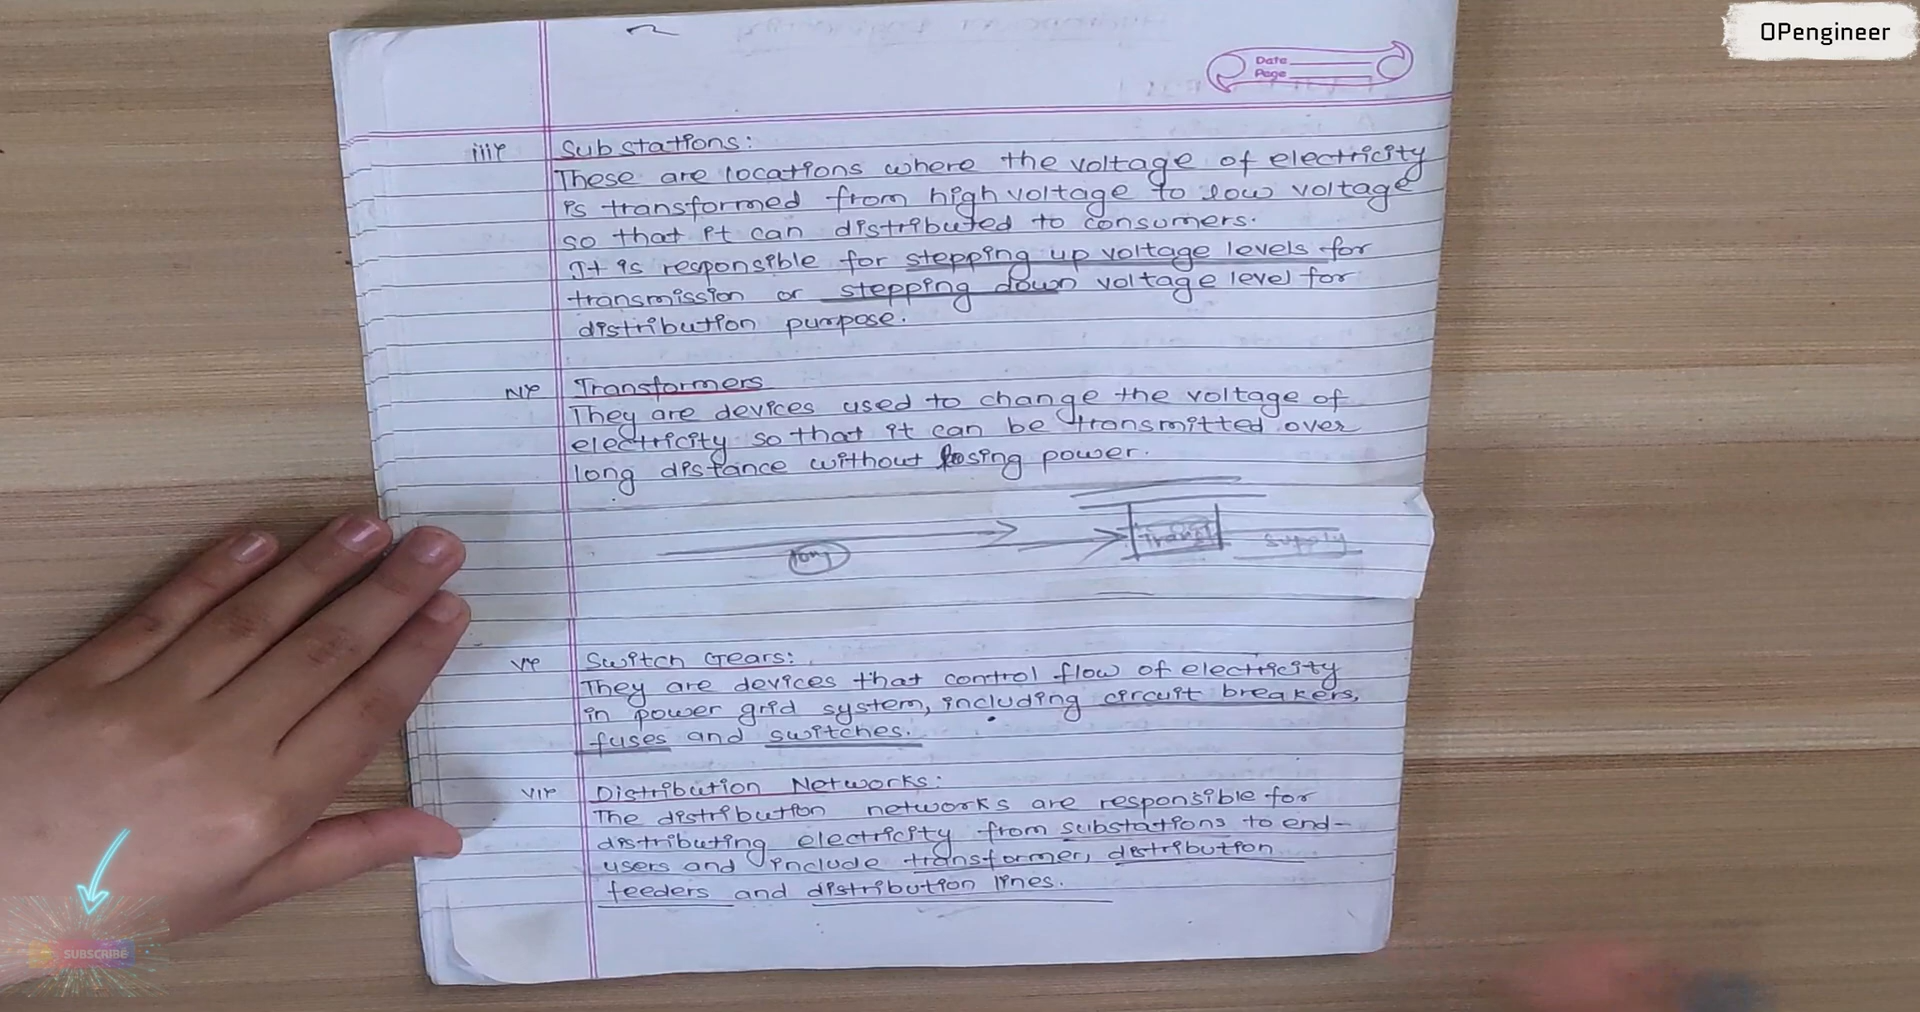 OPengineer
Date
Page
iii) Substations:
These are locations where the voltage of electricity
is transformed from high voltage to low voltage
so that it can distributed to consumers.
It is responsible for stepping up voltage levels for
transmission or stepping down voltage level for
distribution purpose.
iv) Transformers
They are devices used to change the voltage of
electricity so that it can be transmitted over
long distance without losing power.
long
supply
v) Switch Gears:
They are devices that control flow of electricity
in power grid system, including circuit breakers,
fuses and switches.
vi) Distribution Networks:
The distribution networks are responsible for
distributing electricity from substations to end-
users and include transformer, distribution
feeders and distribution lines.
SUBSCRIBE